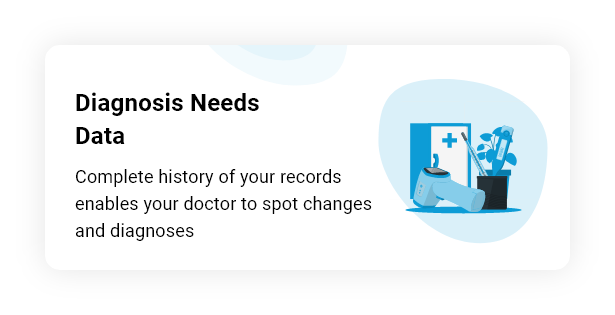 Diagnosis Needs
Data
Complete history of your records
enables your doctor to spot changes
and diagnoses